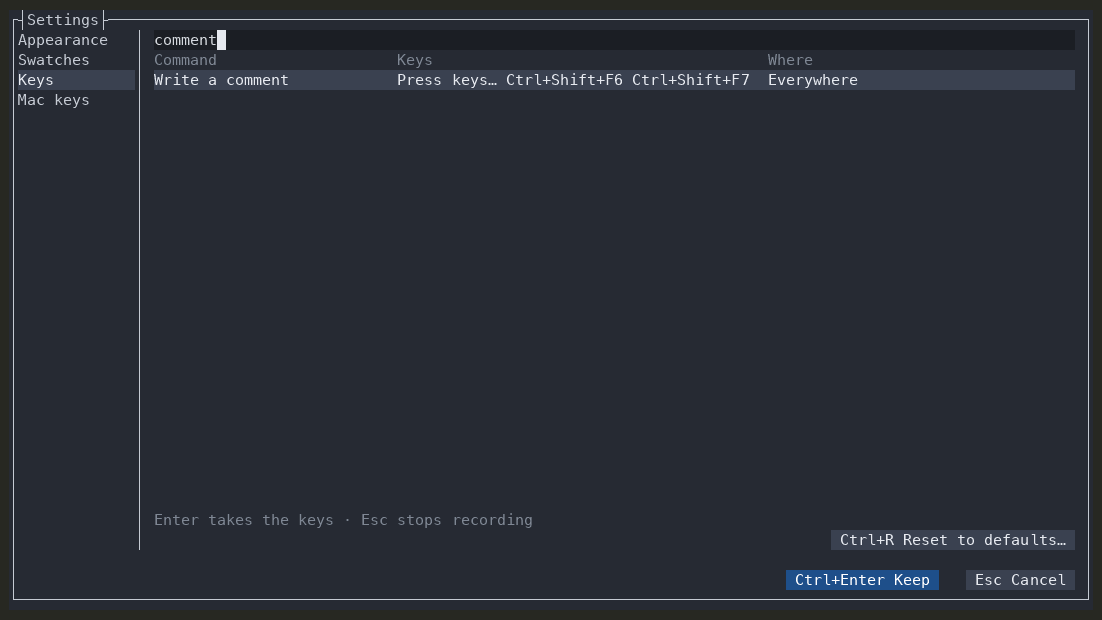 Settings
Appearance
Swatches
Keys
Mac keys
comment
Command Keys Where
Write a comment Press keys… Ctrl+Shift+F6 Ctrl+Shift+F7 Everywhere
Enter takes the keys · Esc stops recording
Ctrl+R Reset to defaults…
Ctrl+Enter Keep Esc Cancel